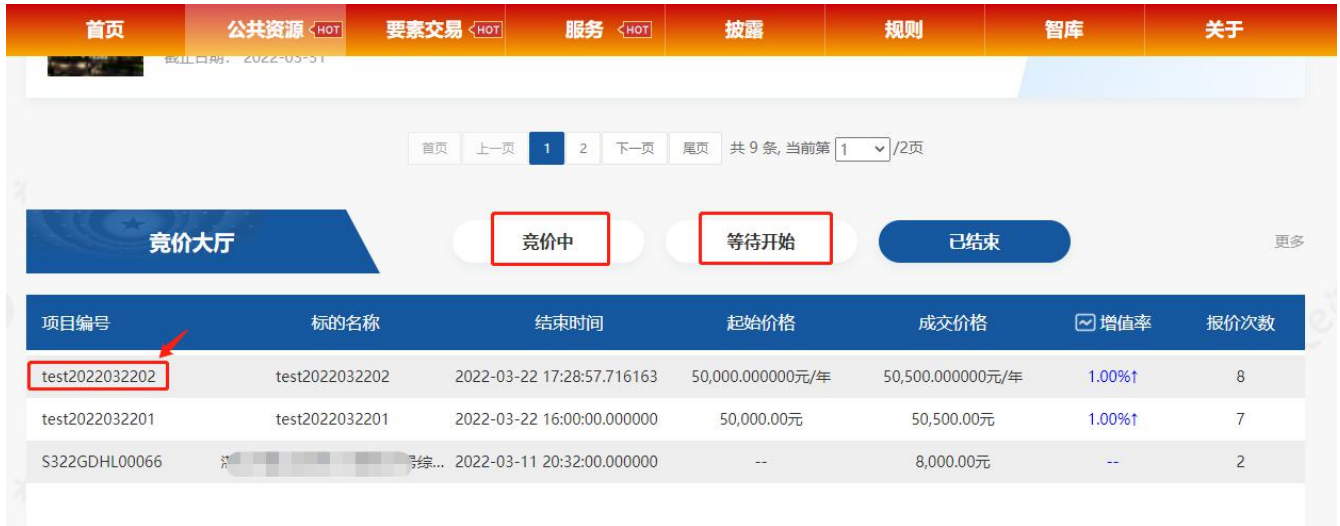 首页 公共资源 HOT 要素交易 HOT 服务 HOT 披露 规则 智库 关于
截止日期: 2022-03-31
首页 上一页 1 2 下一页 尾页 共 9 条, 当前第 1 /2页
竞价大厅 竞价中 等待开始 已结束 更多
项目编号 标的名称 结束时间 起始价格 成交价格 增值率 报价次数
test2022032202 test2022032202 2022-03-22 17:28:57.716163 50,000.000000元/年 50,500.000000元/年 1.00%↑ 8
test2022032201 test2022032201 2022-03-22 16:00:00.000000 50,000.00元 50,500.00元 1.00%↑ 7
S322GDHL00066 综... 2022-03-11 20:32:00.000000 -- 8,000.00元 -- 2